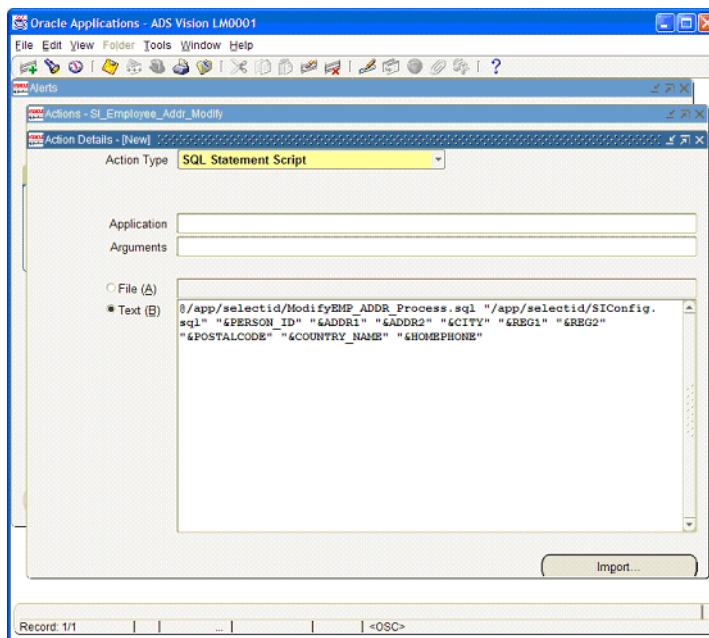 Oracle Applications - ADS Vision LM0001
File Edit View Folder Tools Window Help
Alerts
Actions - SI_Employee_Addr_Modify
Action Details - [New]
Action Type SQL Statement Script
Application
Arguments
File (A)
Text (B)
@/app/selectid/ModifyEMP_ADDR_Process.sql "/app/selectid/SIConfig.
sql" "&PERSON_ID" "&ADDR1" "&ADDR2" "&CITY" "&REG1" "&REG2"
"&POSTALCODE" "&COUNTRY_NAME" "&HOMEPHONE"
Import...
Record: 1/1 ... <OSC>